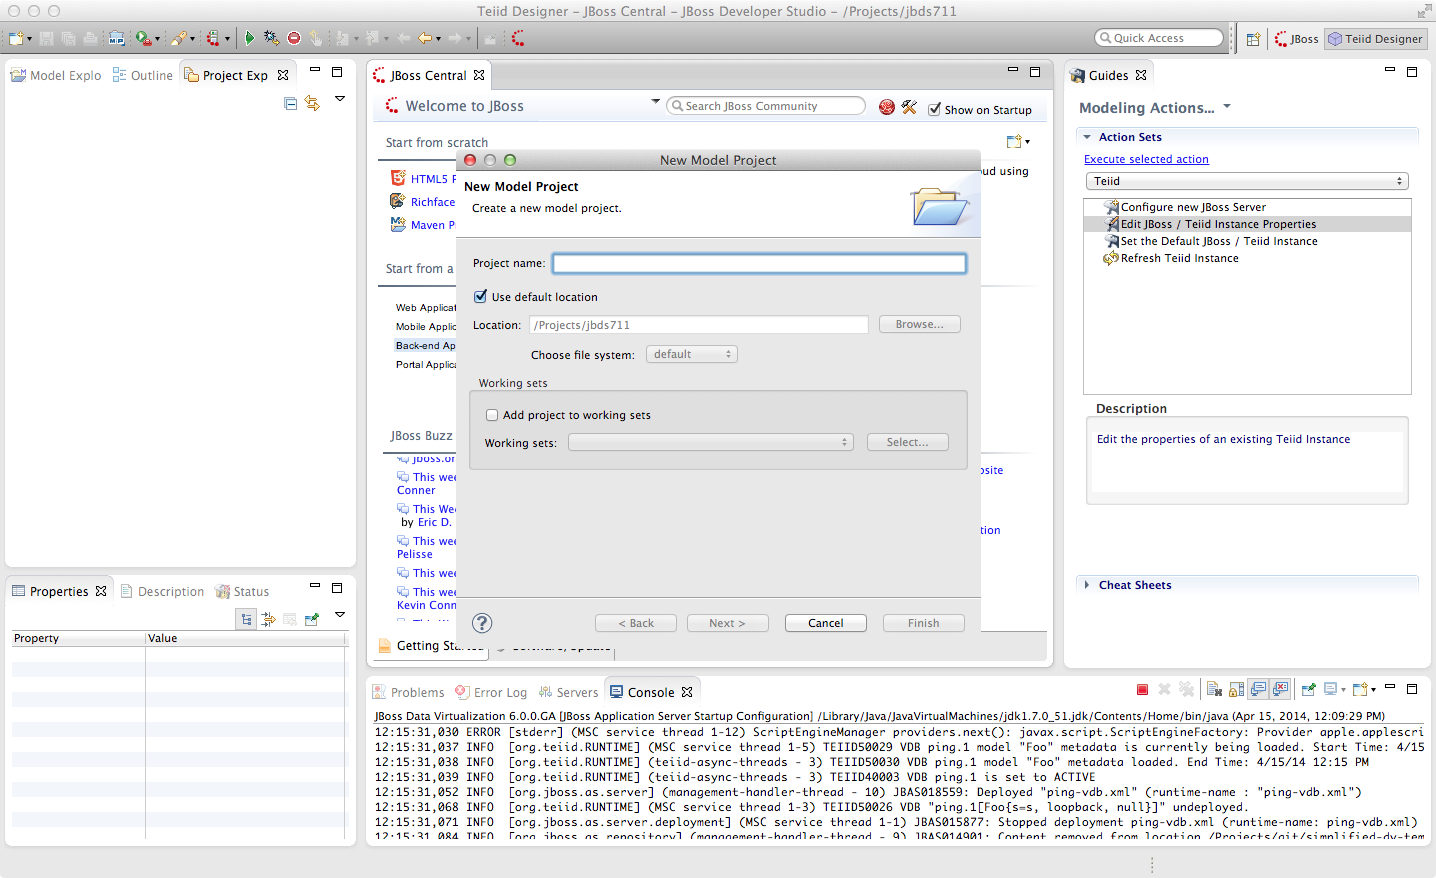 Teiid Designer – JBoss Central – JBoss Developer Studio – /Projects/jbds711
Quick Access
JBoss
Teiid Designer
Model Explo
Outline
Project Exp
JBoss Central
Welcome to JBoss
Search JBoss Community
Show on Startup
Start from scratch
HTML5 P
Richface
Maven P
oud using
Start from a
Web Applicat
Mobile Applic
Back-end Ap
Portal Applica
JBoss Buzz
jboss.or
This wee
Conner
This We
by Eric D.
This wee
Pelisse
This wee
This wee
Kevin Conn
osite
tion
Getting Started
Software/Update
New Model Project
New Model Project
Create a new model project.
Project name:
Use default location
Location:
/Projects/jbds711
Browse...
Choose file system:
default
Working sets
Add project to working sets
Working sets:
Select...
?
< Back
Next >
Cancel
Finish
Guides
Modeling Actions...
Action Sets
Execute selected action
Teiid
Configure new JBoss Server
Edit JBoss / Teiid Instance Properties
Set the Default JBoss / Teiid Instance
Refresh Teiid Instance
Description
Edit the properties of an existing Teiid Instance
Cheat Sheets
Properties
Description
Status
Property
Value
Problems
Error Log
Servers
Console
JBoss Data Virtualization 6.0.0.GA [JBoss Application Server Startup Configuration] /Library/Java/JavaVirtualMachines/jdk1.7.0_51.jdk/Contents/Home/bin/java (Apr 15, 2014, 12:09:29 PM)
12:15:31,030 ERROR [stderr] (MSC service thread 1-12) ScriptEngineManager providers.next(): javax.script.ScriptEngineFactory: Provider apple.applescri
12:15:31,037 INFO [org.teiid.RUNTIME] (MSC service thread 1-5) TEIID50029 VDB ping.1 model "Foo" metadata is currently being loaded. Start Time: 4/15
12:15:31,038 INFO [org.teiid.RUNTIME] (teiid-async-threads - 3) TEIID50030 VDB ping.1 model "Foo" metadata loaded. End Time: 4/15/14 12:15 PM
12:15:31,039 INFO [org.teiid.RUNTIME] (teiid-async-threads - 3) TEIID40003 VDB ping.1 is set to ACTIVE
12:15:31,052 INFO [org.jboss.as.server] (management-handler-thread - 10) JBAS018559: Deployed "ping-vdb.xml" (runtime-name : "ping-vdb.xml")
12:15:31,068 INFO [org.teiid.RUNTIME] (MSC service thread 1-3) TEIID50026 VDB "ping.1[Foo{s=s, loopback, null}]" undeployed.
12:15:31,071 INFO [org.jboss.as.server.deployment] (MSC service thread 1-1) JBAS015877: Stopped deployment ping-vdb.xml (runtime-name: ping-vdb.xml)
12:15:31,084 INFO [org.jboss.as.repository] (management-handler-thread - 9) JBAS014901: Content removed from location /Projects/git/simplified-dv-tem